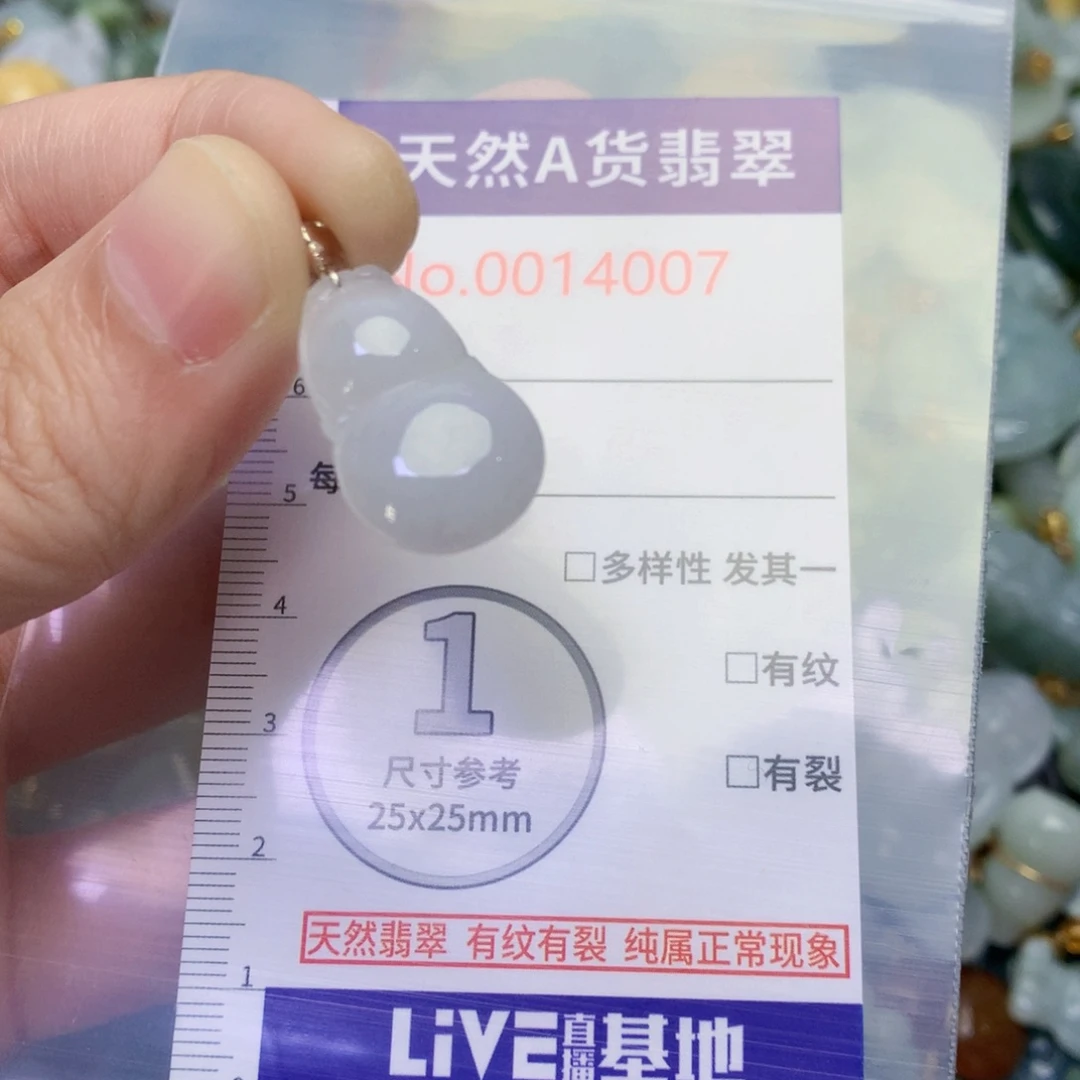 天然A货翡翠
No.0014007
6
每
5
□多样性 发其一
4
1
□有纹
3
尺寸参考
□有裂
25x25mm
2
天然翡翠 有纹有裂 纯属正常现象
1
LiVE直播基地